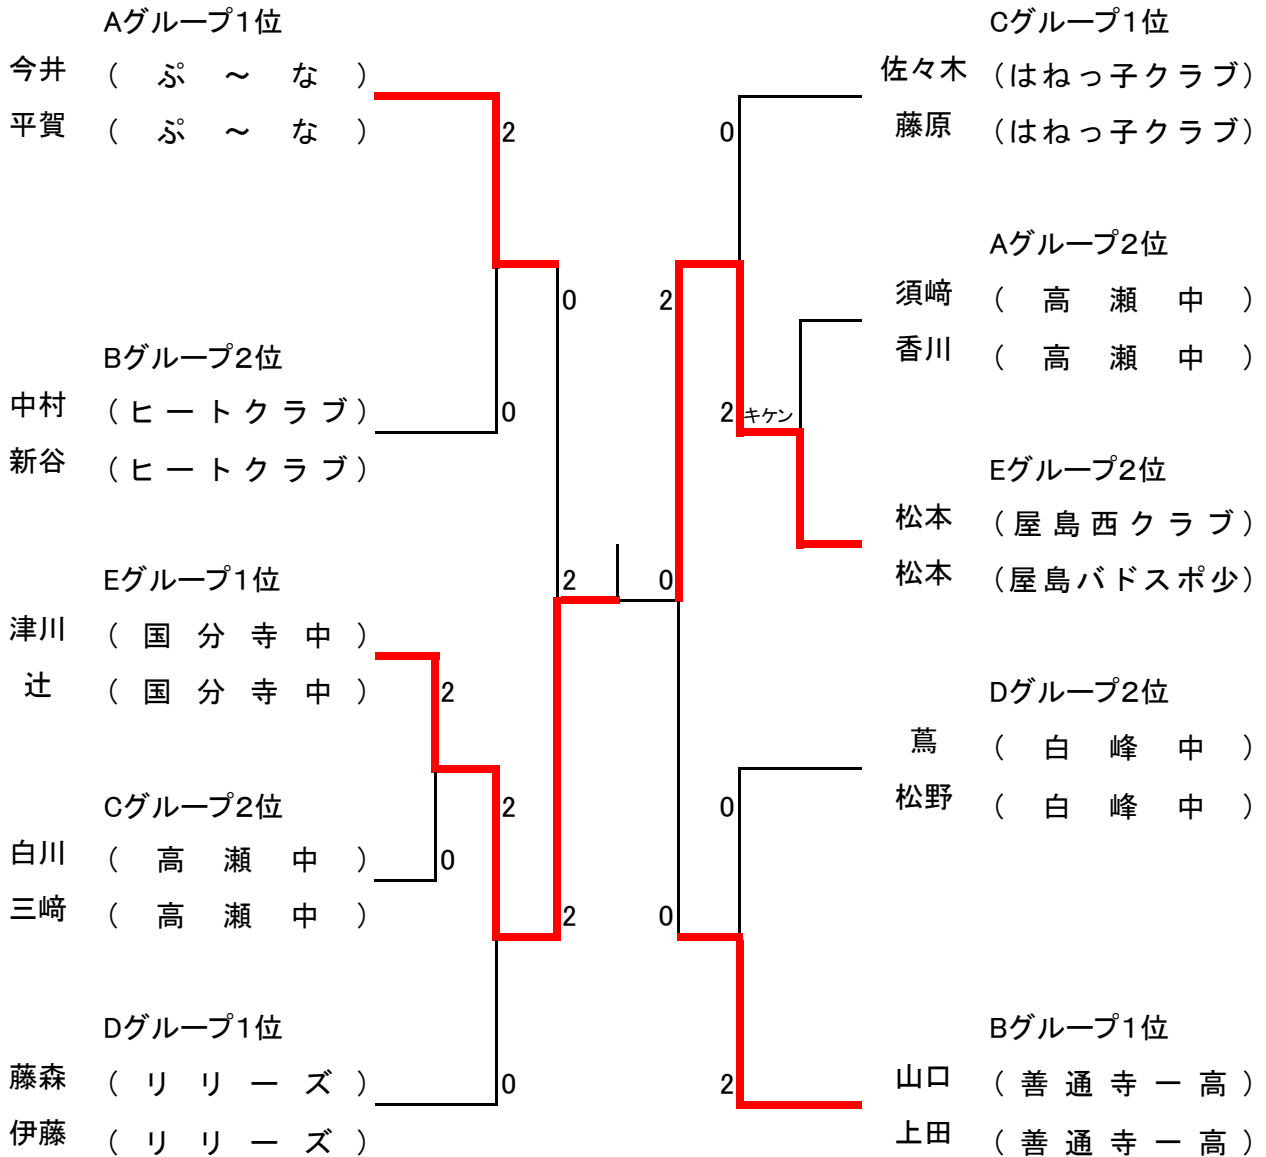 Aグループ1位
今井 ( ぷ ～ な )
平賀 ( ぷ ～ な )
2
0
Bグループ2位
中村 ( ヒートクラブ )
0
新谷 ( ヒートクラブ )
2
Eグループ1位
津川 ( 国分寺中 )
辻 ( 国分寺中 )
2
Cグループ2位
2
白川 ( 高瀬中 )
0
三﨑 ( 高瀬中 )
2
Dグループ1位
藤森 ( リリーズ )
0
伊藤 ( リリーズ )
Cグループ1位
佐々木 (はねっ子クラブ)
藤原 (はねっ子クラブ)
0
Aグループ2位
須﨑 ( 高瀬中 )
2
香川 ( 高瀬中 )
2 キケン
Eグループ2位
松本 ( 屋島西クラブ )
松本 (屋島バドスポ少)
0
Dグループ2位
蔦 ( 白峰中 )
松野 ( 白峰中 )
0
0
Bグループ1位
山口 ( 善通寺一高 )
2
上田 ( 善通寺一高 )